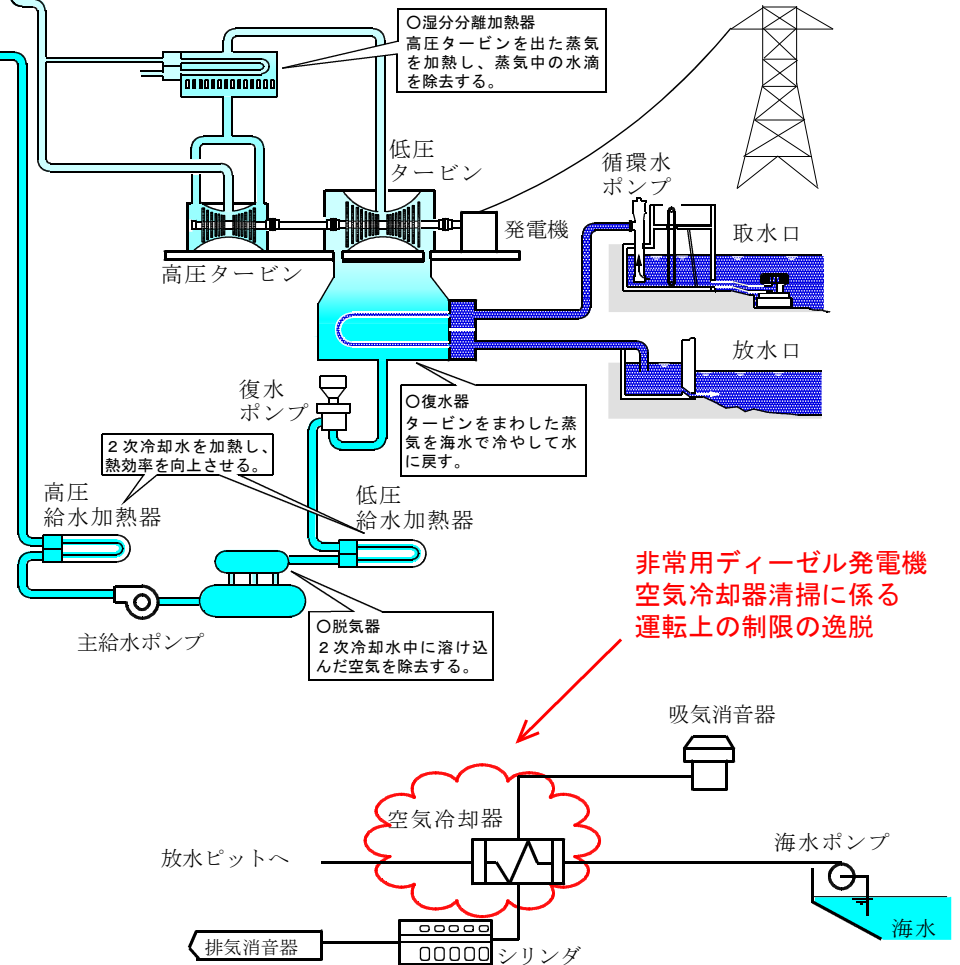 ○湿分分離加熱器
高圧タービンを出た蒸気
を加熱し、蒸気中の水滴
を除去する。
低圧
タービン
循環水
ポンプ
発電機
取水口
高圧タービン
放水口
復水
ポンプ
○復水器
タービンをまわした蒸
気を海水で冷やして水
に戻す。
２次冷却水を加熱し、
熱効率を向上させる。
高圧
給水加熱器
低圧
給水加熱器
非常用ディーゼル発電機
空気冷却器清掃に係る
運転上の制限の逸脱
○脱気器
２次冷却水中に溶け込
んだ空気を除去する。
主給水ポンプ
吸気消音器
空気冷却器
海水ポンプ
放水ピットへ
海水
排気消音器
シリンダ